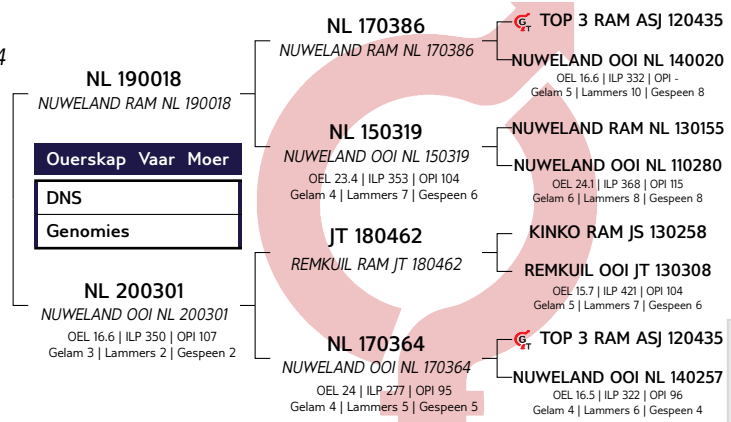 4
NL 190018
NUWELAND RAM NL 190018
Ouerskap Vaar Moer
DNS
Genomies
NL 200301
NUWELAND OOI NL 200301
OEL 16.6 | ILP 350 | OPI 107
Gelam 3 | Lammers 2 | Gespeen 2
NL 170386
NUWELAND RAM NL 170386
NL 150319
NUWELAND OOI NL 150319
OEL 23.4 | ILP 353 | OPI 104
Gelam 4 | Lammers 7 | Gespeen 6
JT 180462
REMKUIL RAM JT 180462
NL 170364
NUWELAND OOI NL 170364
OEL 24 | ILP 277 | OPI 95
Gelam 4 | Lammers 5 | Gespeen 5
GT TOP 3 RAM ASJ 120435
NUWELAND OOI NL 140020
OEL 16.6 | ILP 332 | OPI -
Gelam 5 | Lammers 10 | Gespeen 8
NUWELAND RAM NL 130155
NUWELAND OOI NL 110280
OEL 24.1 | ILP 368 | OPI 115
Gelam 6 | Lammers 8 | Gespeen 8
KINKO RAM JS 130258
REMKUIL OOI JT 130308
OEL 15.7 | ILP 421 | OPI 104
Gelam 5 | Lammers 7 | Gespeen 6
GT TOP 3 RAM ASJ 120435
NUWELAND OOI NL 140257
OEL 16.5 | ILP 322 | OPI 96
Gelam 4 | Lammers 6 | Gespeen 4